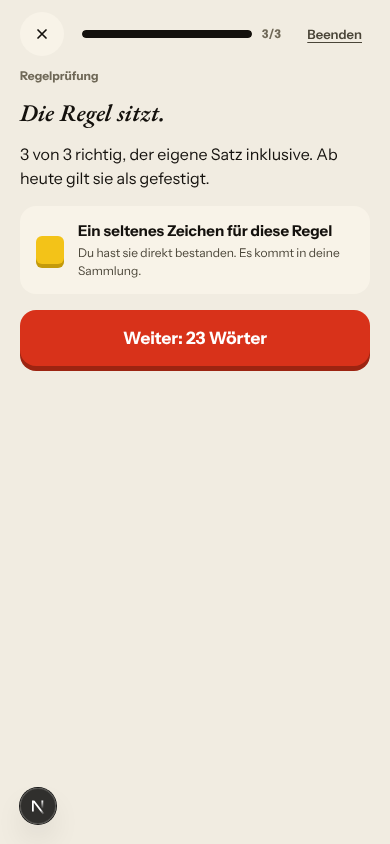 ✕
3/3
Beenden
Regelprüfung
Die Regel sitzt.
3 von 3 richtig, der eigene Satz inklusive. Ab
heute gilt sie als gefestigt.
Ein seltenes Zeichen für diese Regel
Du hast sie direkt bestanden. Es kommt in deine
Sammlung.
Weiter: 23 Wörter
N